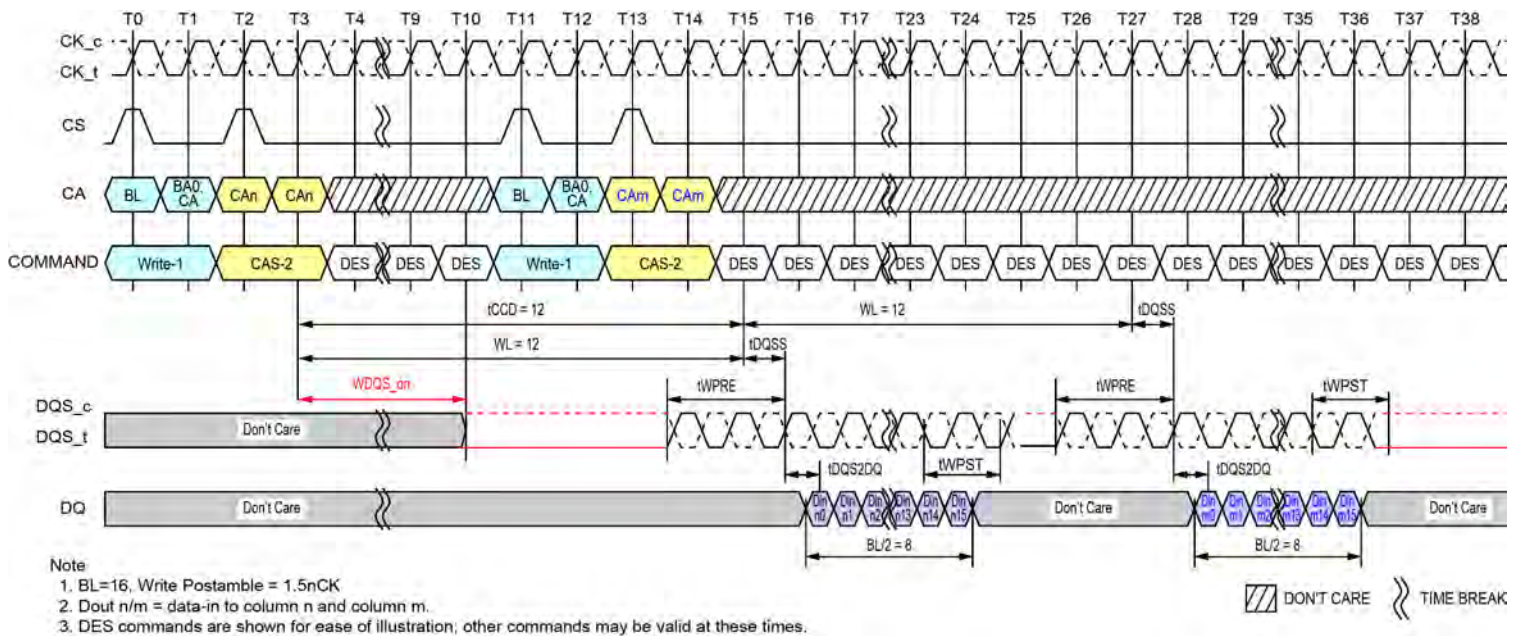 T0 T1 T2 T3 T4 T9 T10 T11 T12 T13 T14 T15 T16 T17 T23 T24 T25 T26 T27 T28 T29 T35 T36 T37 T38
CK_c
CK_t
CS
CA BL BA0, CA CAn CAn BL BA0, CA CAm CAm
COMMAND Write-1 CAS-2 DES DES DES Write-1 CAS-2 DES DES DES DES DES DES DES DES DES DES DES DES DES DES
tCCD = 12 WL = 12 tDQSS
WL = 12 tDQSS
WDQS_on tWPRE tWPRE tWPST
DQS_c
DQS_t Don't Care
tDQS2DQ tWPST tDQS2DQ
DQ Don't Care Din n0 Din n1 Din n2 Din n13 Din n14 Din n15 Don't Care Din m0 Din m1 Din m2 Din m13 Din m14 Din m15 Don't Care
BL/2 = 8 BL/2 = 8
Note
1. BL=16, Write Postamble = 1.5nCK
2. Dout n/m = data-in to column n and column m.
3. DES commands are shown for ease of illustration; other commands may be valid at these times.
DON'T CARE TIME BREAK